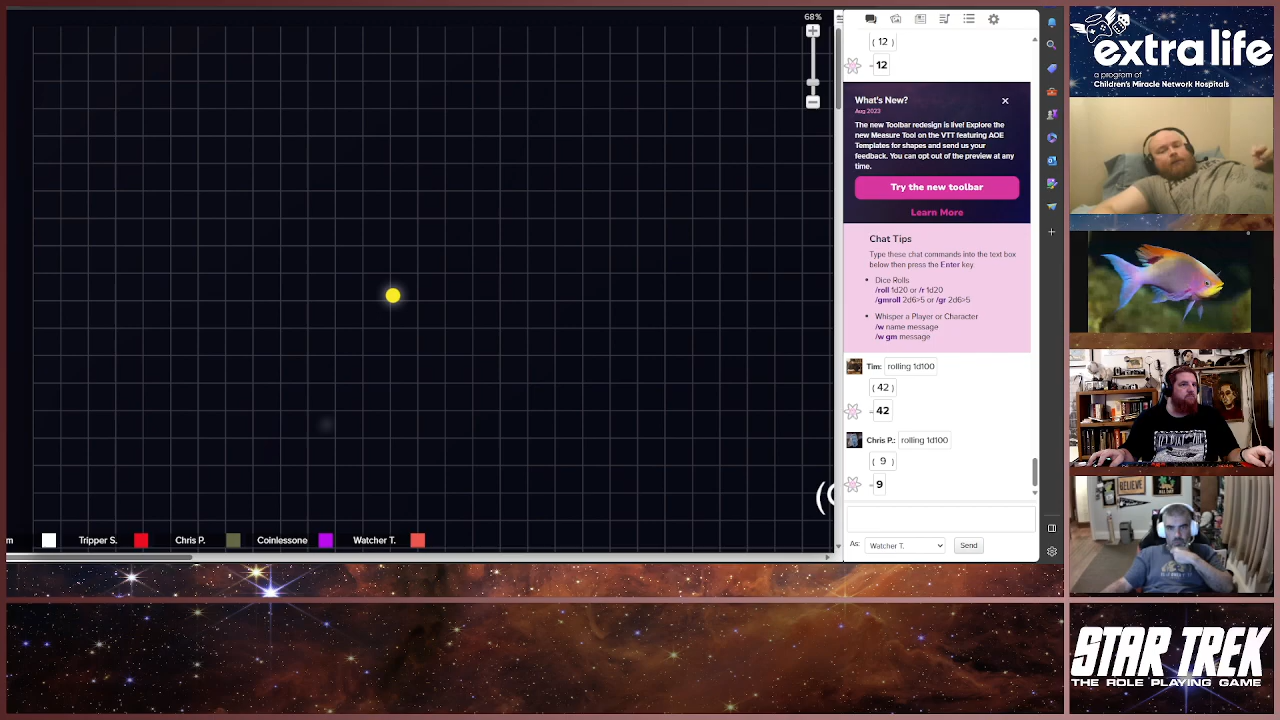 68%
( 12 )
=12
What's New?
Aug 2023
The new Toolbar redesign is live! Explore the
new Measure Tool on the VTT featuring AOE
Templates for shapes and send us your
feedback. You can opt out of the preview at any
time.
Try the new toolbar
Learn More
Chat Tips
Type these chat commands into the text box
below then press the Enter key.
Dice Rolls
/roll 1d20 or /r 1d20
/gmroll 2d6>5 or /gr 2d6>5
Whisper a Player or Character
/w name message
/w gm message
Tim: rolling 1d100
( 42 )
=42
Chris P.: rolling 1d100
( 9 )
=9
As: Watcher T.
Send
m
Tripper S.
Chris P.
Coinlessone
Watcher T.
extra life
a program of
Children's Miracle Network Hospitals
BELIEVE
STAR TREK
THE ROLE PLAYING GAME